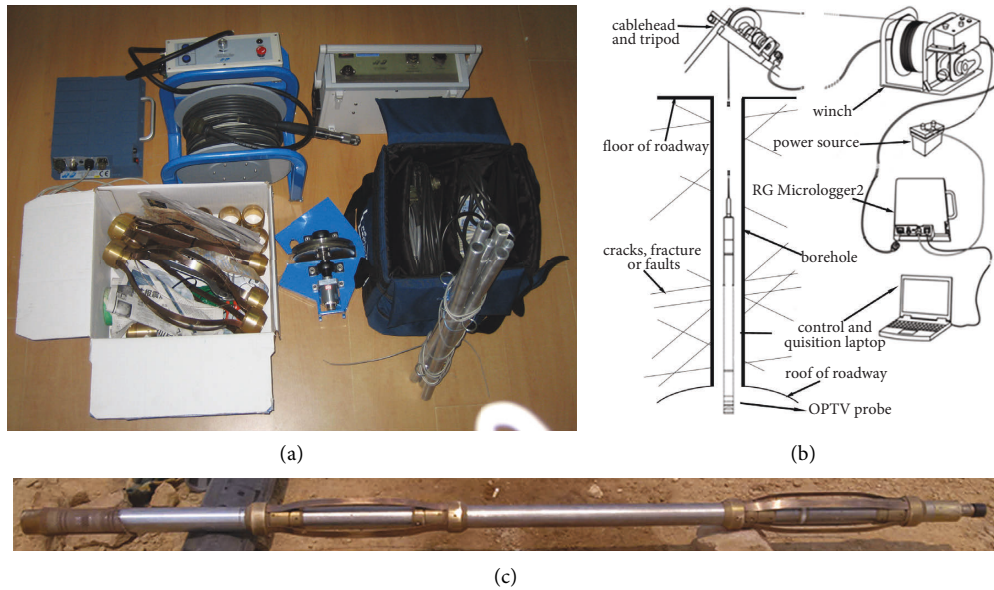 cablehead
and tripod
winch
floor of roadway
power source
RG Micrologger2
cracks, fracture
or faults
borehole
control and
quisition laptop
roof of roadway
OPTV probe
(a)
(b)
(c)